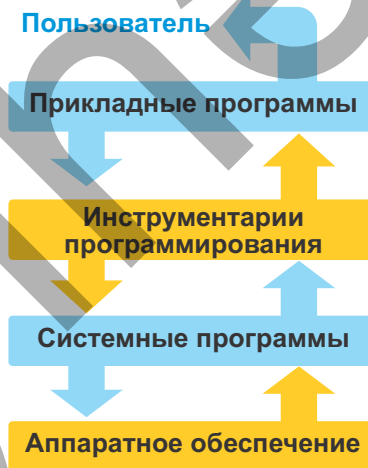 Пользователь
Прикладные программы
Инструментарии
программирования
Системные программы
Аппаратное обеспечение